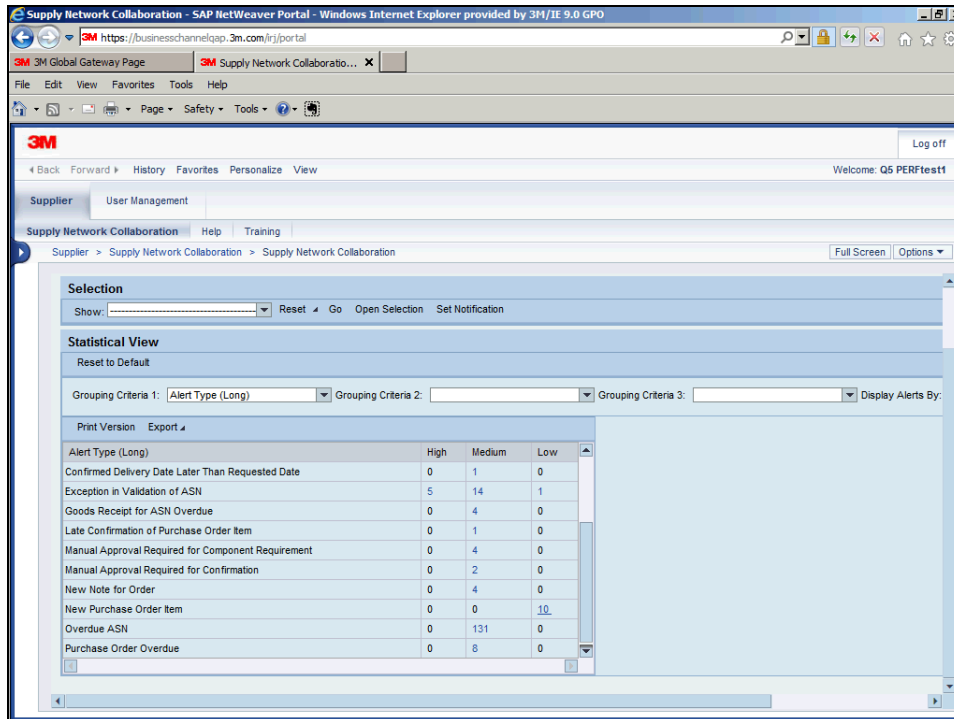 Supply Network Collaboration - SAP NetWeaver Portal - Windows Internet Explorer provided by 3M/IE 9.0 GPO
3M https://businesschannelqap.3m.com/irj/portal
3M 3M Global Gateway Page 3M Supply Network Collaboratio... X
File Edit View Favorites Tools Help
Page Safety Tools
3M Log off
Back Forward History Favorites Personalize View Welcome: Q5 PERFtest1
Supplier User Management
Supply Network Collaboration Help Training
Supplier > Supply Network Collaboration > Supply Network Collaboration Full Screen Options
Selection
Show: Reset Go Open Selection Set Notification
Statistical View
Reset to Default
Grouping Criteria 1: Alert Type (Long) Grouping Criteria 2: Grouping Criteria 3: Display Alerts By:
Print Version Export
Alert Type (Long) High Medium Low
Confirmed Delivery Date Later Than Requested Date 0 1 0
Exception in Validation of ASN 5 14 1
Goods Receipt for ASN Overdue 0 4 0
Late Confirmation of Purchase Order Item 0 1 0
Manual Approval Required for Component Requirement 0 4 0
Manual Approval Required for Confirmation 0 2 0
New Note for Order 0 4 0
New Purchase Order Item 0 0 10
Overdue ASN 0 131 0
Purchase Order Overdue 0 8 0